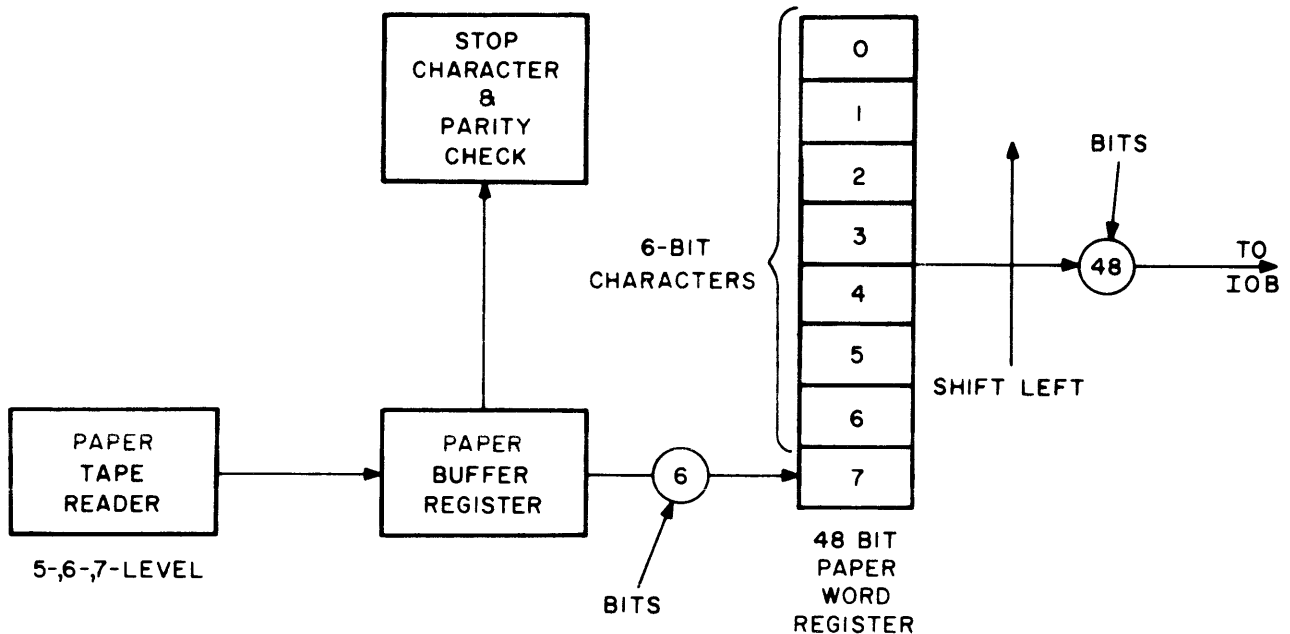 STOP
CHARACTER
&
PARITY
CHECK
0
1
2
3
4
5
6
7
6-BIT
CHARACTERS
BITS
48
TO
IOB
SHIFT LEFT
PAPER
TAPE
READER
5-,6-,7-LEVEL
PAPER
BUFFER
REGISTER
6
BITS
48 BIT
PAPER
WORD
REGISTER